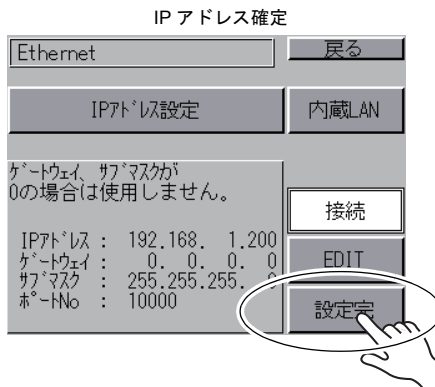 IP アドレス確定
Ethernet
戻る
IPｱﾄﾞﾚｽ設定
内蔵LAN
ｹﾞｰﾄｳｪｲ、ｻﾌﾞﾏｽｸが
0の場合は使用しません。
接続
IPｱﾄﾞﾚｽ : 192.168. 1.200
ｹﾞｰﾄｳｪｲ : 0. 0. 0. 0
ｻﾌﾞﾏｽｸ : 255.255.255. 0
ﾎﾟｰﾄNo : 10000
EDIT
設定完